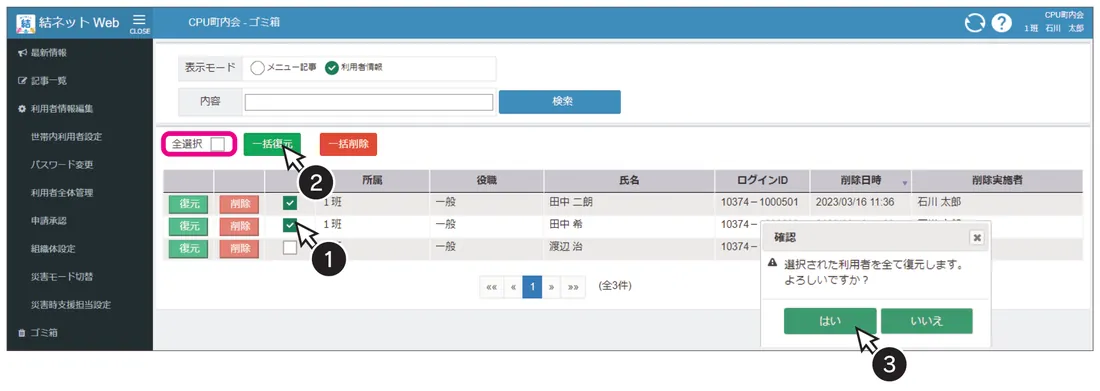 結ネット Web
CLOSE
CPU町内会 - ゴミ箱
CPU町内会
1班 石川 太郎
最新情報
記事一覧
利用者情報編集
世帯内利用者設定
パスワード変更
利用者全体管理
申請承認
組織体設定
災害モード切替
災害時支援担当設定
ゴミ箱
表示モード メニュー記事 利用者情報
内容 検索
全選択 一括復元 一括削除
所属 役職 氏名 ログインID 削除日時 削除実施者
復元 削除 1班 一般 田中 二朗 10374－1000501 2023/03/16 11:36 石川 太郎
復元 削除 1班 一般 田中 希 10374－
復元 削除 一般 渡辺 治 10374－
«« « 1 » »» (全3件)
確認
選択された利用者を全て復元します。
よろしいですか？
はい いいえ
1
2
3